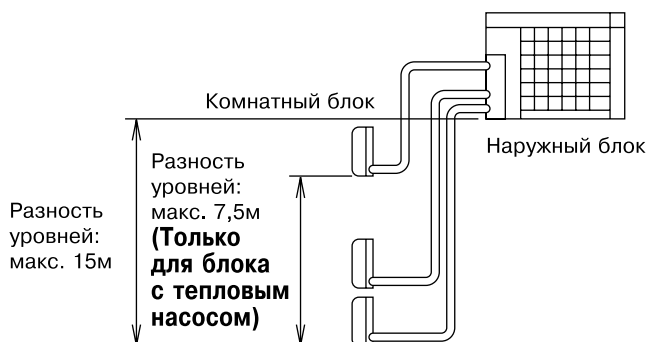 Комнатный блок
Наружный блок
Разность
уровней:
макс. 15м
Разность
уровней:
макс. 7,5м
(Только
для блока
с тепловым
насосом)